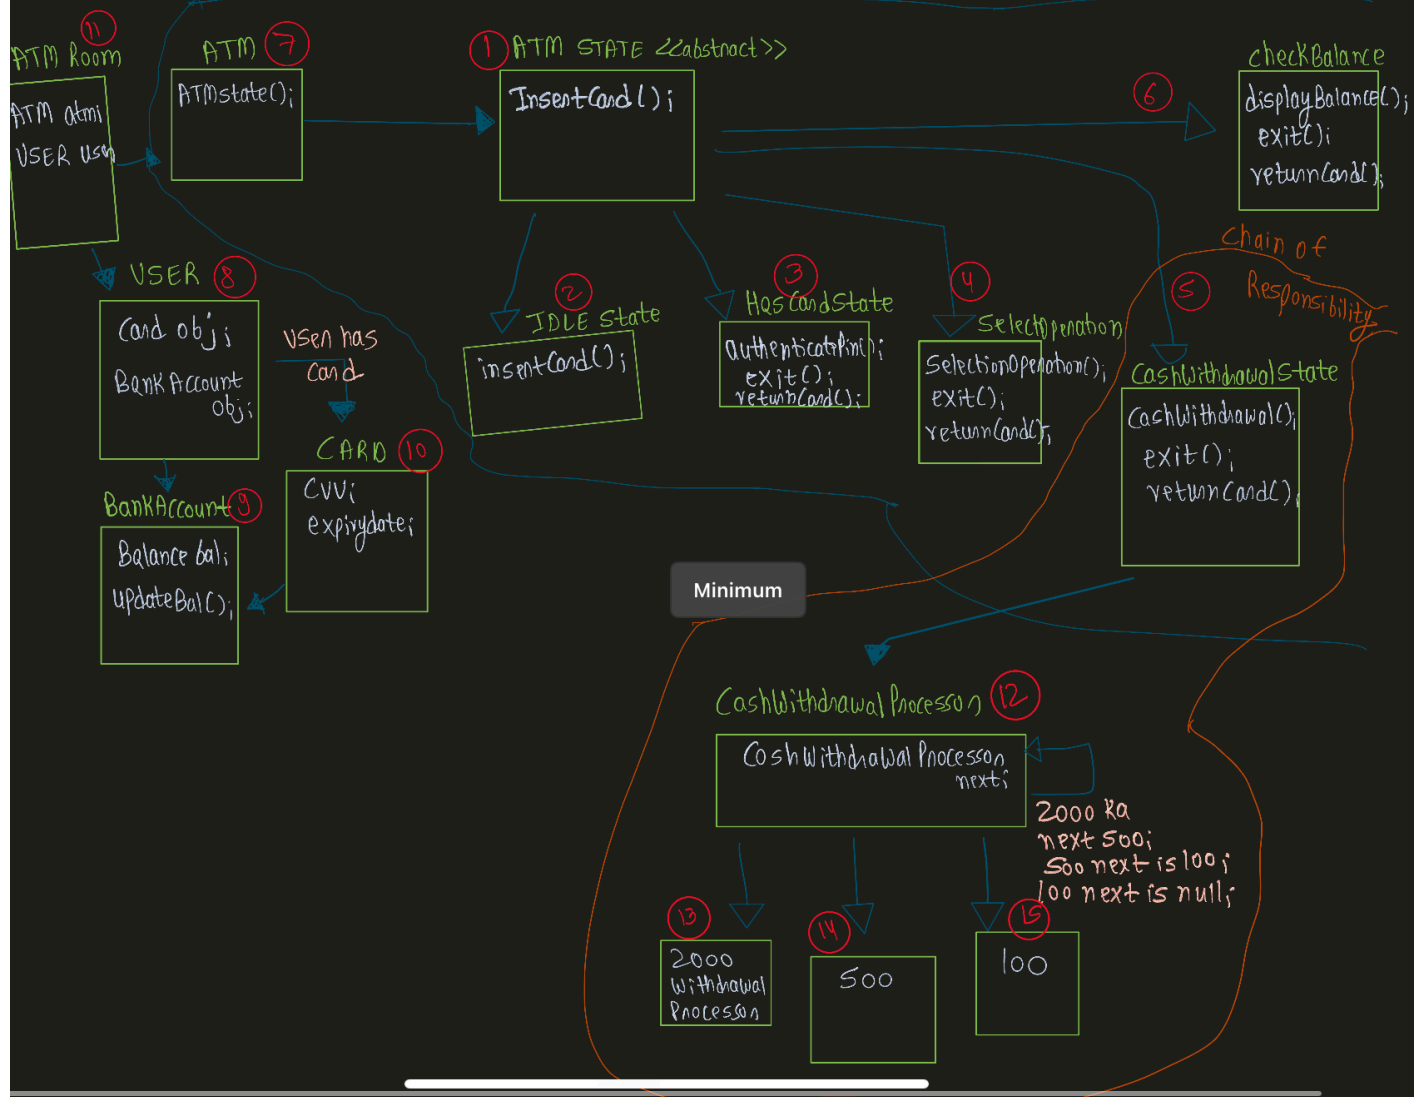 11
ATM Room
ATM atmi
USER user
ATM 7
ATMstate();
1 ATM STATE <<abstract>>
InsertCard();
6
checkBalance
displayBalance();
exit();
returnCard();
Chain of
Responsibility
USER 8
Card obj;
BankAccount
obj;
User has
card
2
IDLE State
insertCard();
3
HasCardState
authenticatePin();
exit();
returnCard();
4
SelectOperation
SelectionOperation();
exit();
returnCard();
5
CashWithdrawalState
CashWithdrawal();
exit();
returnCard();
CARD 10
CVV;
expirydate;
BankAccount 9
Balance bal;
updateBal();
Minimum
CashWithdrawalProcessor 12
CashWithdrawalProcessor
next;
2000 ka
next 500;
500 next is 100;
100 next is null;
13
2000
Withdrawal
Processor
14
500
15
100